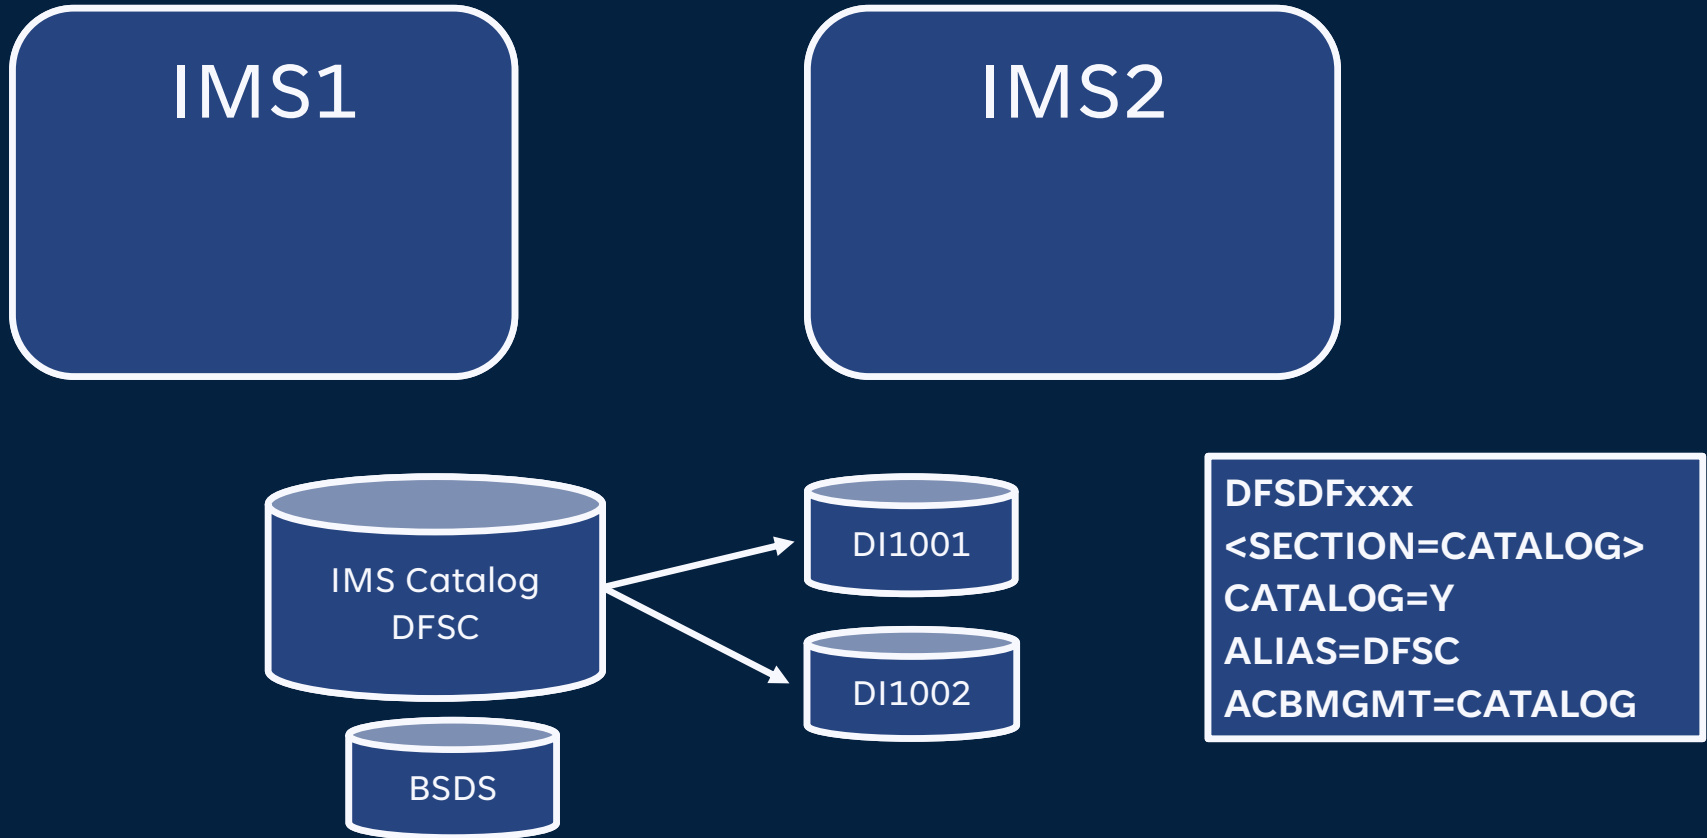 IMS1
IMS2
IMS Catalog
DFSC
BSDS
DI1001
DI1002
DFSDFxxx
<SECTION=CATALOG>
CATALOG=Y
ALIAS=DFSC
ACBMGMT=CATALOG